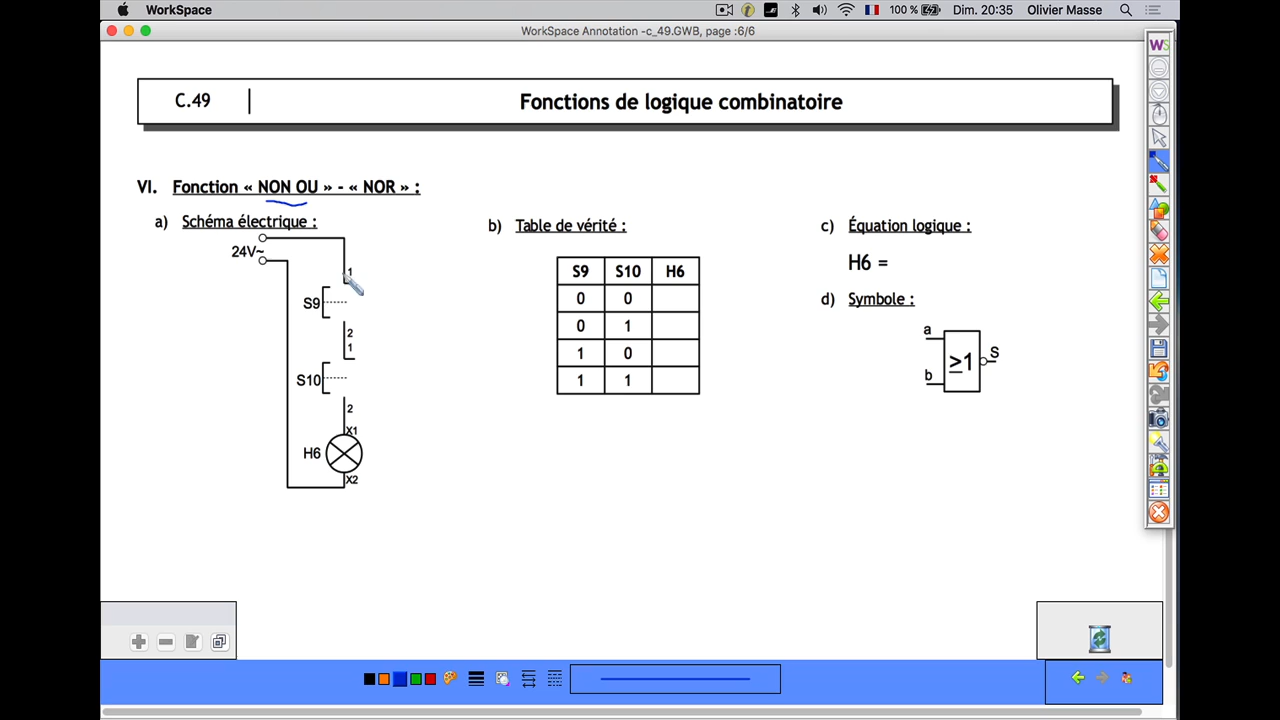 WorkSpace
100 %
Dim. 20:35
Olivier Masse
WorkSpace Annotation -c_49.GWB, page :6/6
WS
C.49
Fonctions de logique combinatoire
VI. Fonction « NON OU » - « NOR » :
a) Schéma électrique :
24V~
1
S9
2
1
S10
2
X1
H6
X2
b) Table de vérité :
S9 S10 H6
0 0
0 1
1 0
1 1
c) Équation logique :
H6 =
d) Symbole :
a
b
≥1
S